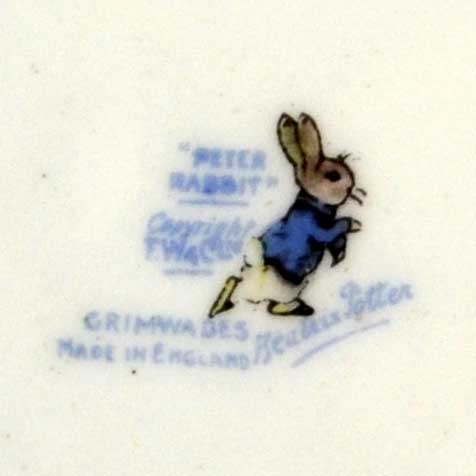 "PETER
RABBIT"
Copyright
F.W & Co
GRIMWADES
MADE IN ENGLAND
Beatrix Potter